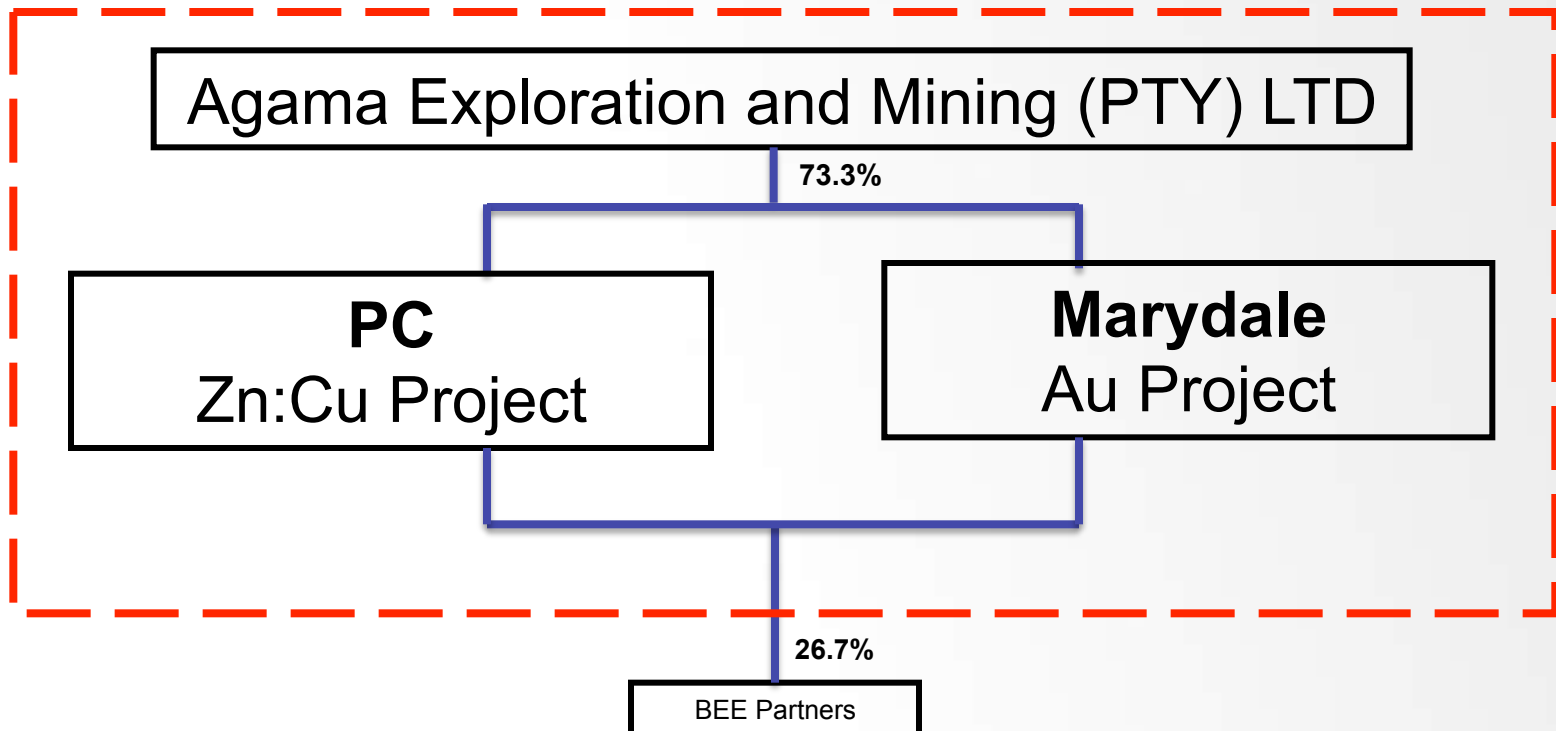 Agama Exploration and Mining (PTY) LTD
73.3%
PC
Zn:Cu Project
Marydale
Au Project
26.7%
BEE Partners